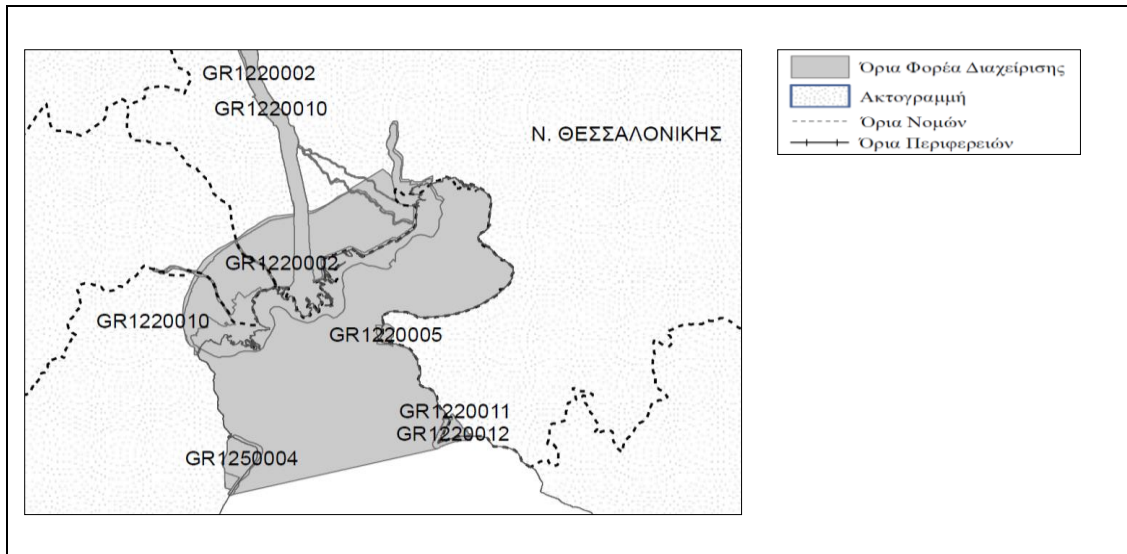 GR1220002
GR1220010
Ν. ΘΕΣΣΑΛΟΝΙΚΗΣ
GR1220002
GR1220010
GR1220005
GR1220011
GR1220012
GR1250004
Όρια Φορέα Διαχείρισης
Ακτογραμμή
Όρια Νομών
Όρια Περιφερειών